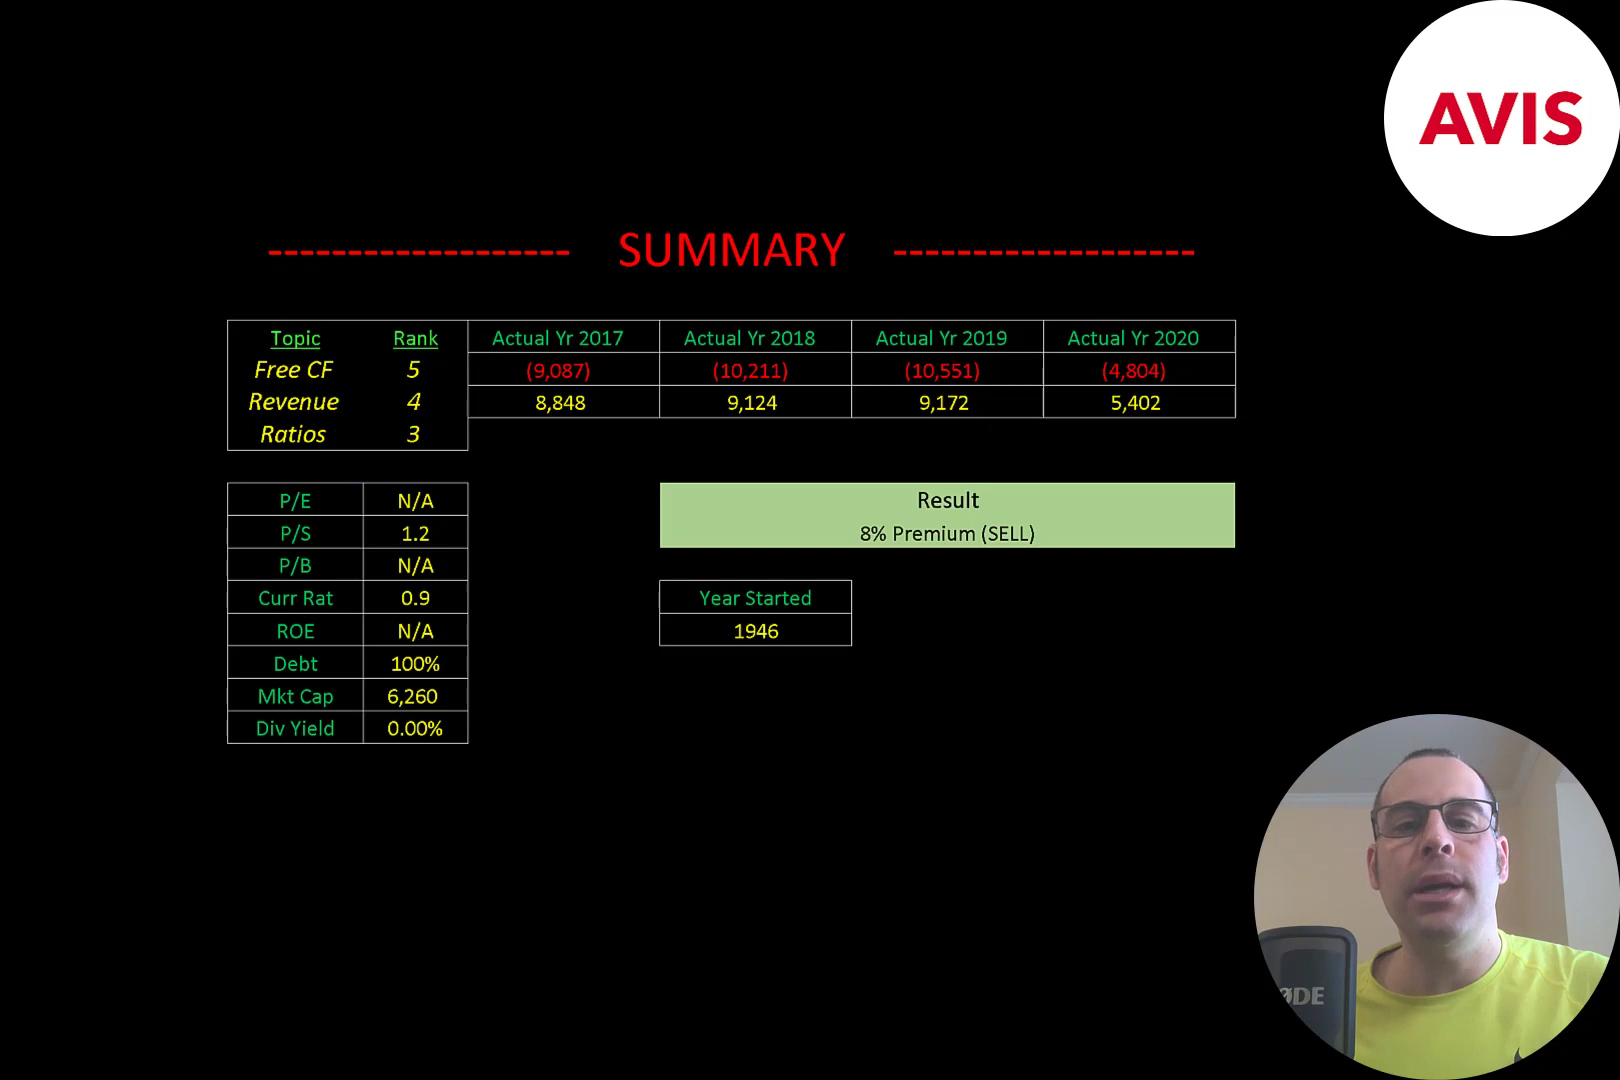 AVIS
------------------- SUMMARY -------------------
Topic Rank Actual Yr 2017 Actual Yr 2018 Actual Yr 2019 Actual Yr 2020
Free CF 5 (9,087) (10,211) (10,551) (4,804)
Revenue 4 8,848 9,124 9,172 5,402
Ratios 3
P/E N/A
P/S 1.2
P/B N/A
Curr Rat 0.9
ROE N/A
Debt 100%
Mkt Cap 6,260
Div Yield 0.00%
Result
8% Premium (SELL)
Year Started
1946
RØDE